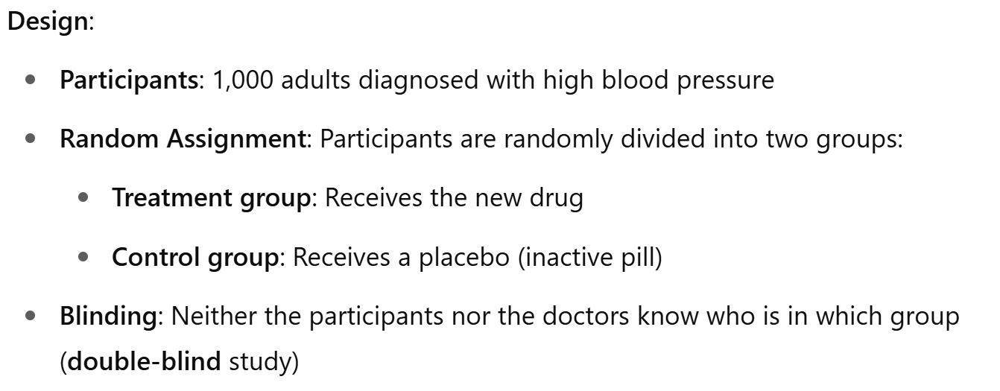 Design:
Participants: 1,000 adults diagnosed with high blood pressure
Random Assignment: Participants are randomly divided into two groups:
Treatment group: Receives the new drug
Control group: Receives a placebo (inactive pill)
Blinding: Neither the participants nor the doctors know who is in which group
(double-blind study)